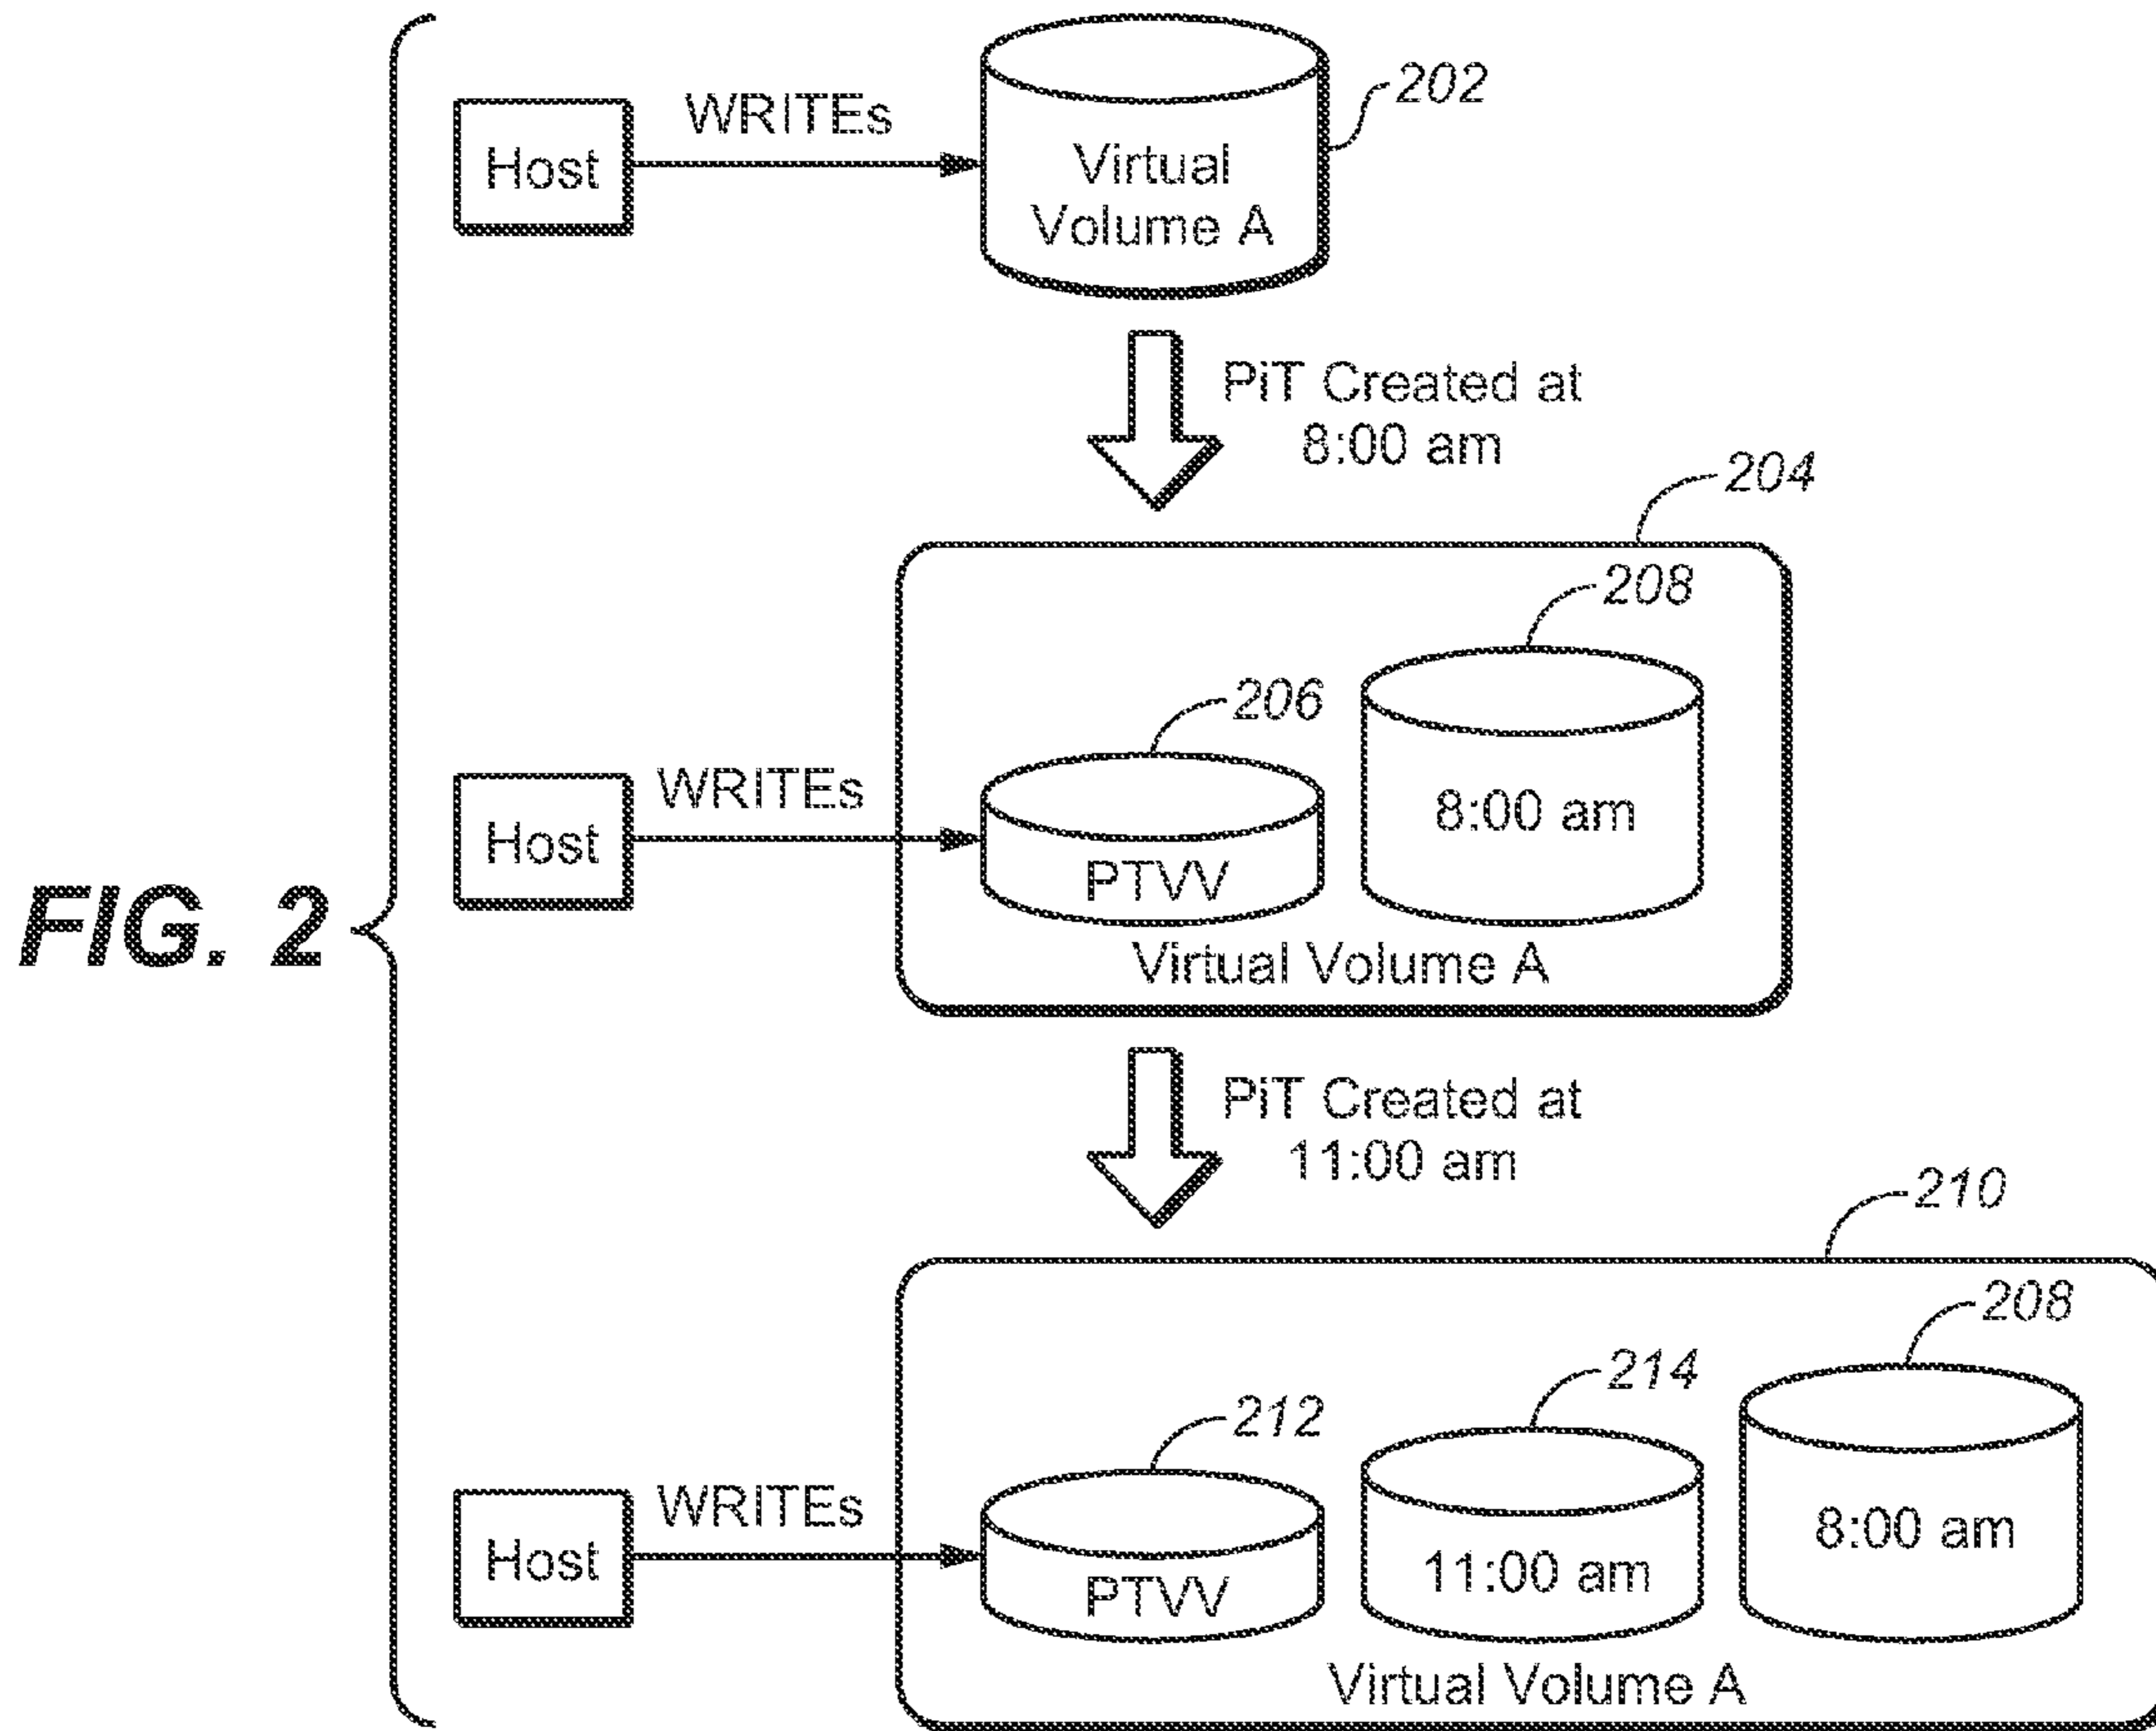 FIG. 2
Host
WRITEs
Virtual
Volume A
202
PiT Created at
8:00 am
204
208
206
Host
WRITEs
PTVV
8:00 am
Virtual Volume A
PiT Created at
11:00 am
210
208
214
212
Host
WRITEs
PTVV
11:00 am
8:00 am
Virtual Volume A